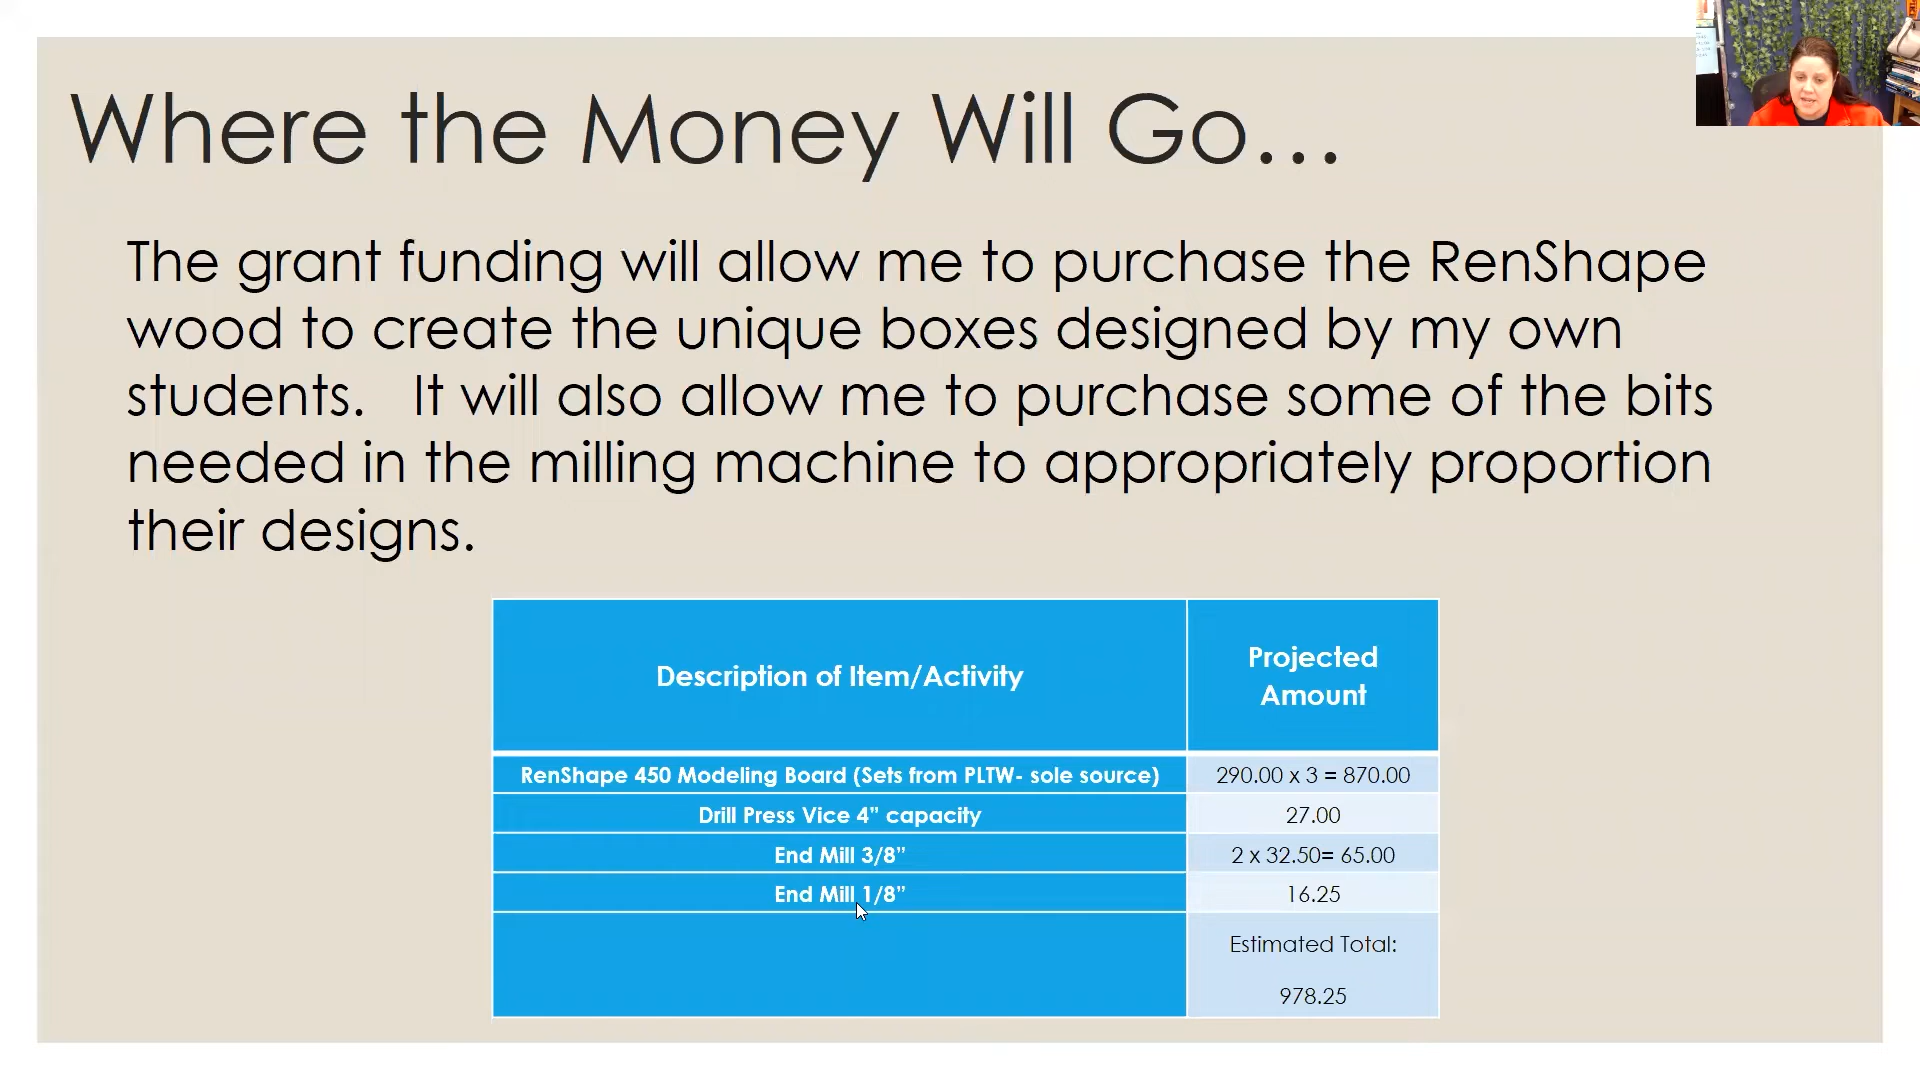 Where the Money Will Go...
The grant funding will allow me to purchase the RenShape
wood to create the unique boxes designed by my own
students.   It will also allow me to purchase some of the bits
needed in the milling machine to appropriately proportion
their designs.
Description of Item/Activity
Projected
Amount
RenShape 450 Modeling Board (Sets from PLTW- sole source)
290.00 x 3 = 870.00
Drill Press Vice 4” capacity
27.00
End Mill 3/8”
2 x 32.50= 65.00
End Mill 1/8”
16.25
Estimated Total:
978.25